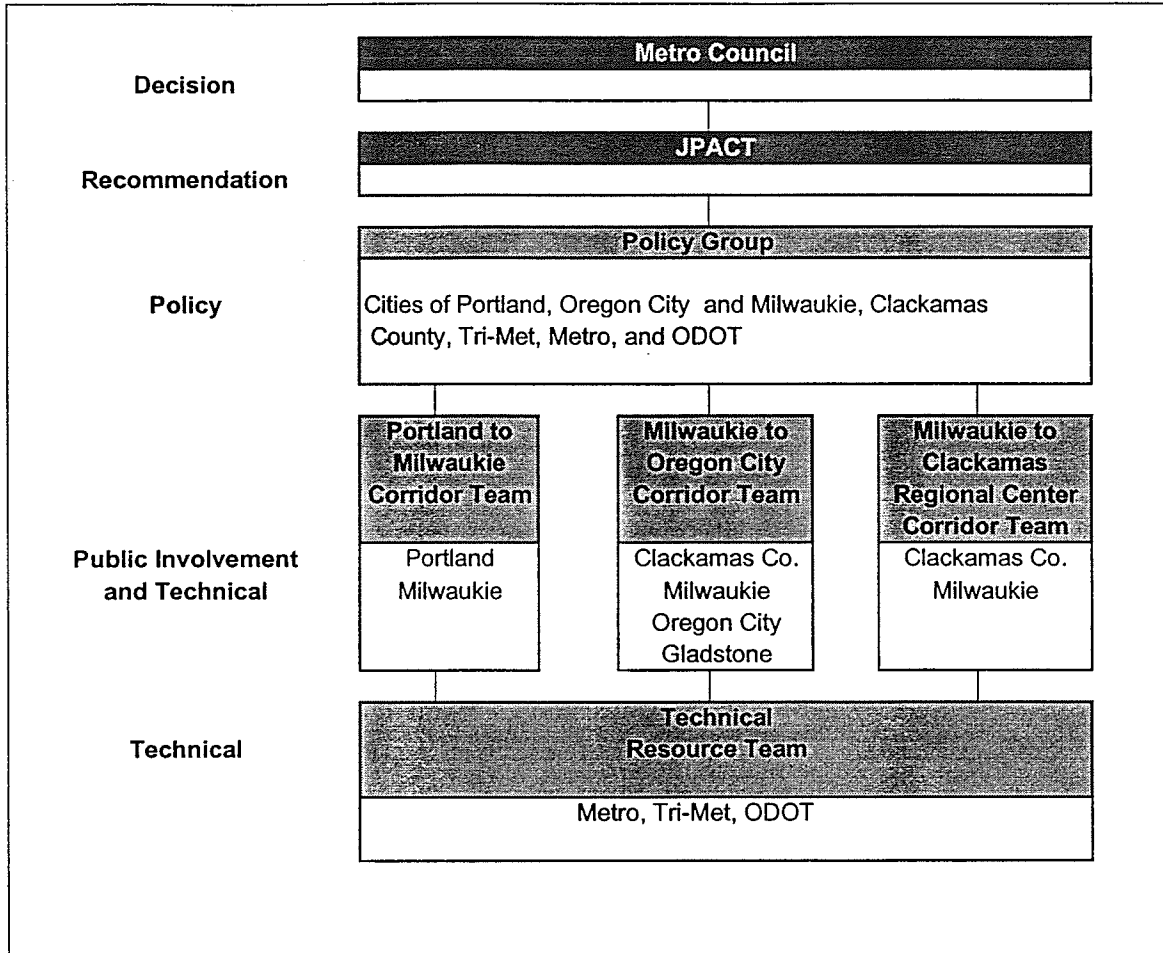 Metro Council
Decision
JPACT
Recommendation
Policy Group
Policy
Cities of Portland, Oregon City and Milwaukie, Clackamas
County, Tri-Met, Metro, and ODOT
Portland to
Milwaukie
Corridor Team
Milwaukie to
Oregon City
Corridor Team
Milwaukie to
Clackamas
Regional Center
Corridor Team
Public Involvement
and Technical
Portland
Milwaukie
Clackamas Co.
Milwaukie
Oregon City
Gladstone
Clackamas Co.
Milwaukie
Technical
Technical
Resource Team
Metro, Tri-Met, ODOT